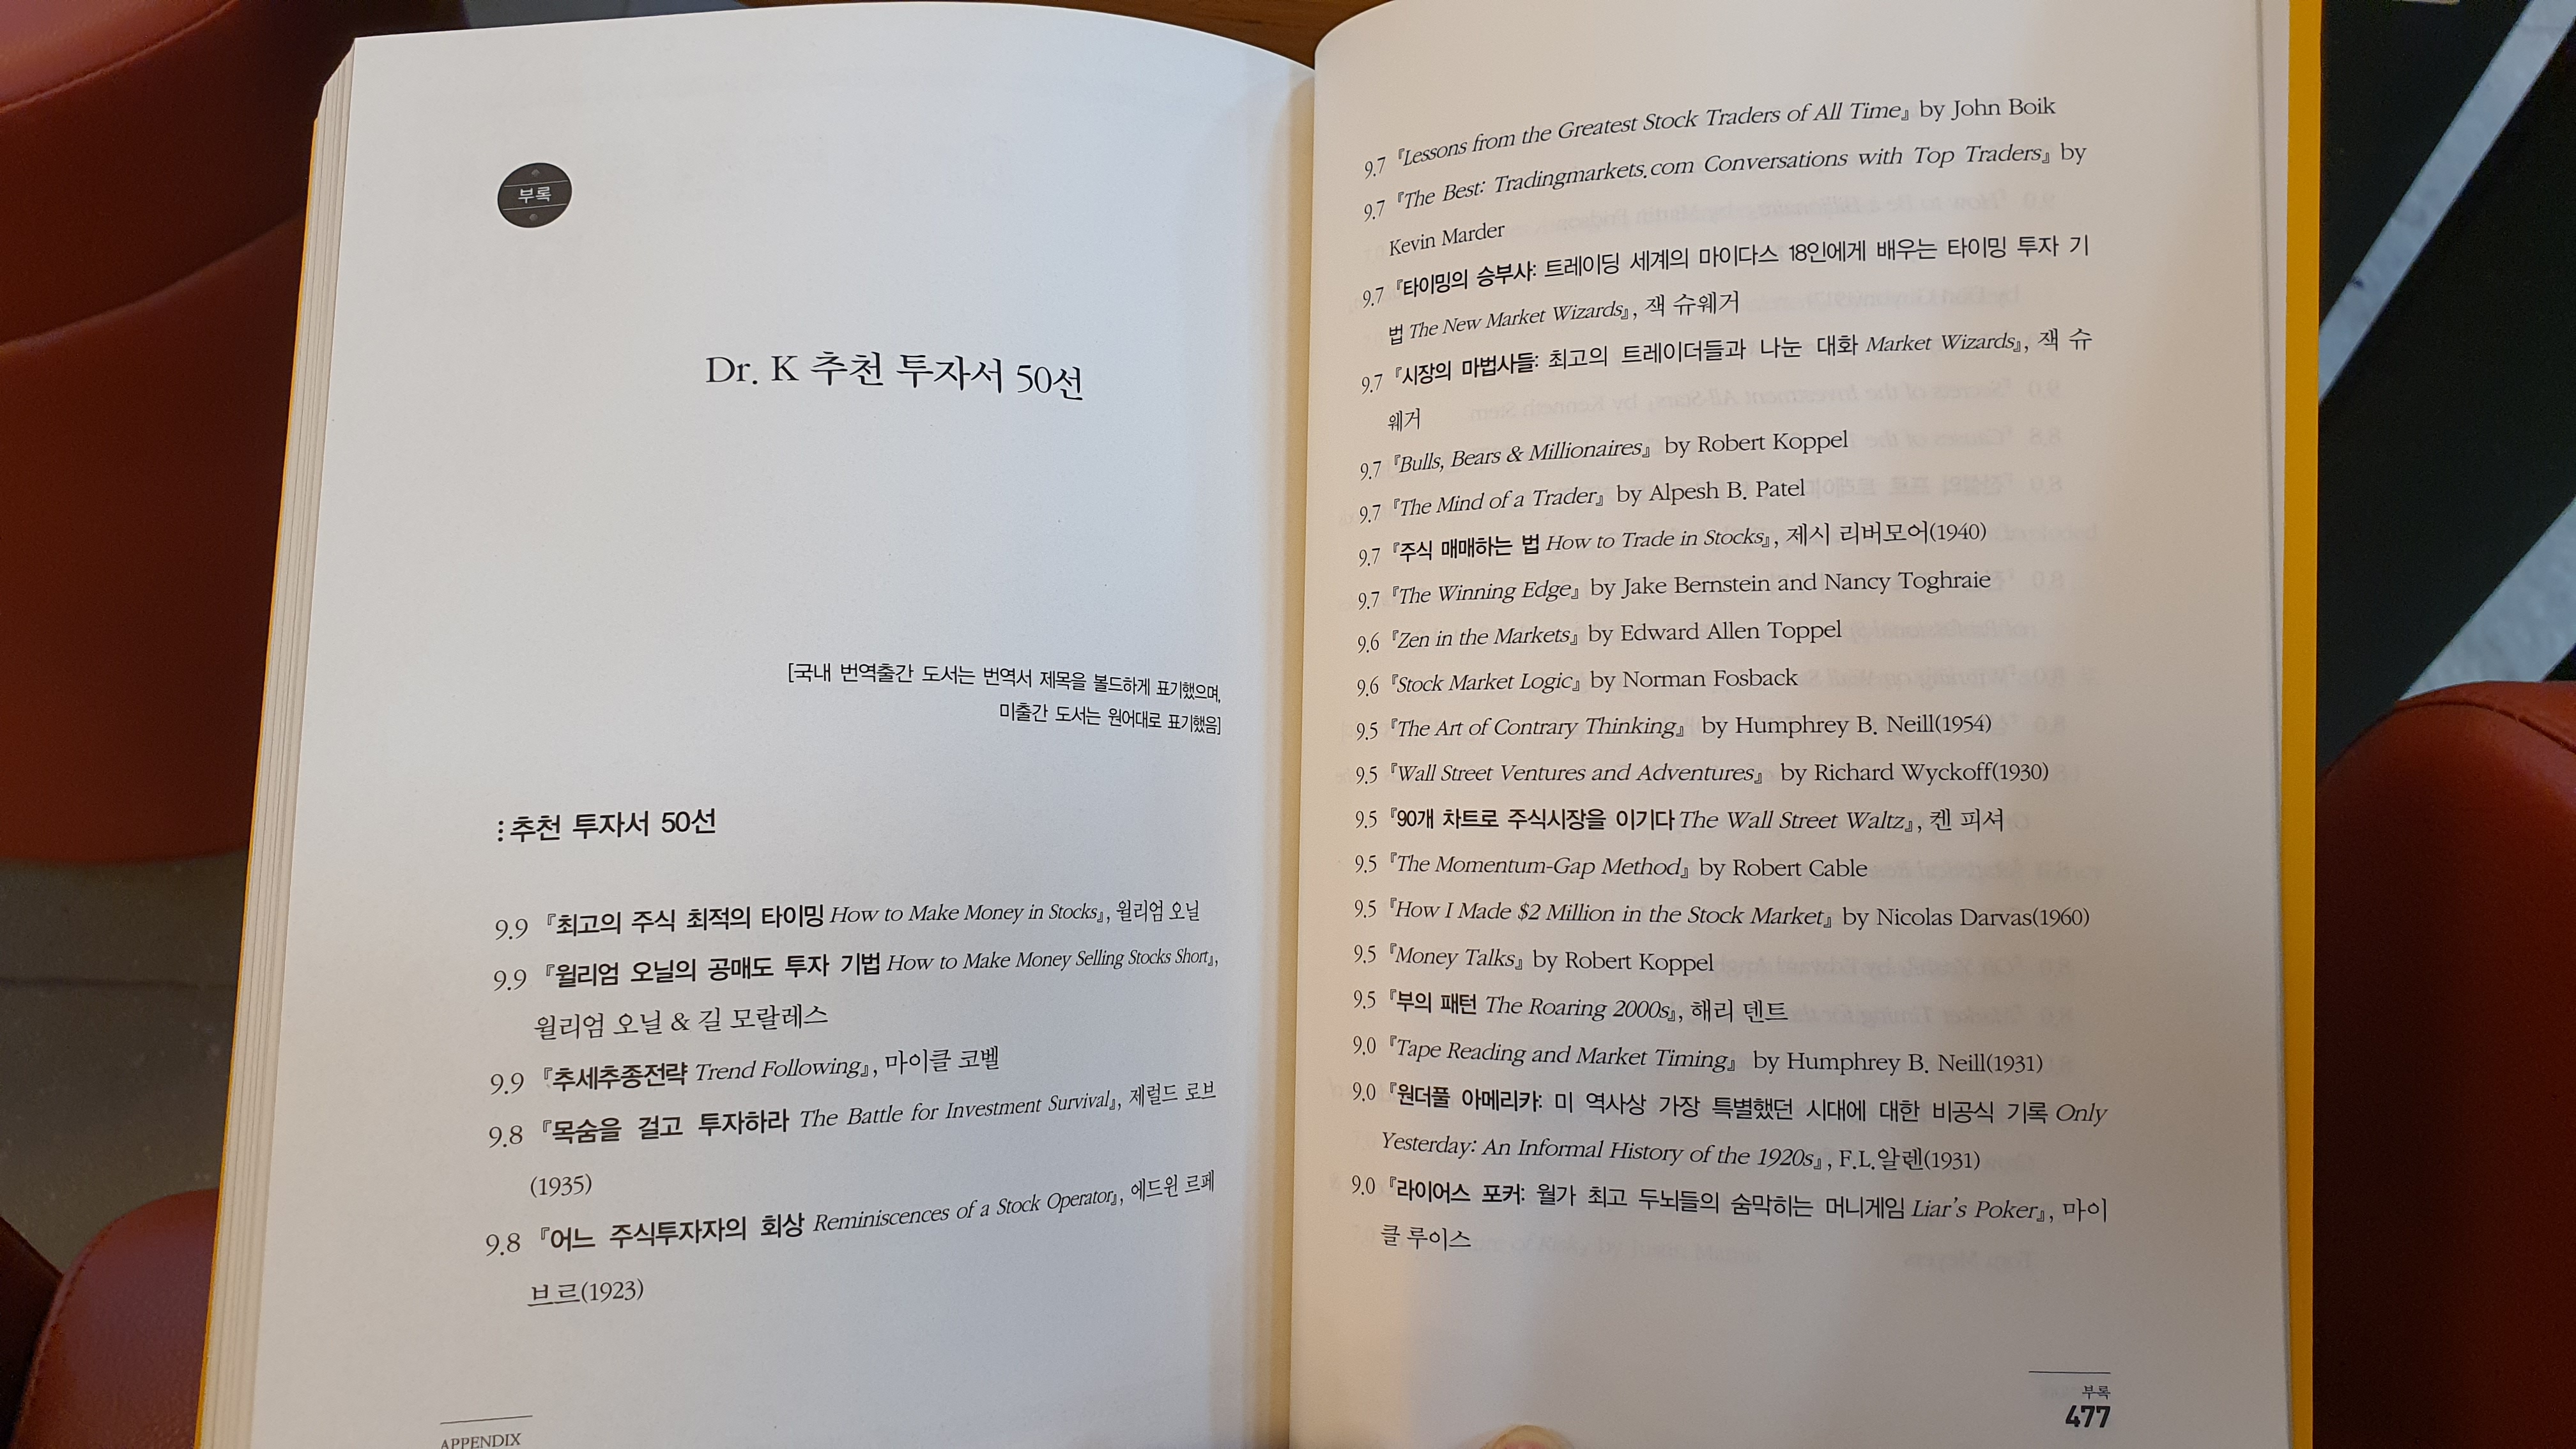 부록
Dr. K 추천 투자서 50선
[국내 번역출간 도서는 번역서 제목을 볼드하게 표기했으며,
미출간 도서는 원어대로 표기했음]
추천 투자서 50선
9.9 『최고의 주식 최적의 타이밍 How to Make Money in Stocks』, 윌리엄 오닐
9.9 『윌리엄 오닐의 공매도 투자 기법 How to Make Money Selling Stocks Short』,
윌리엄 오닐 & 길 모랄레스
9.9 『추세추종전략 Trend Following』, 마이클 코벨
9.8 『목숨을 걸고 투자하라 The Battle for Investment Survival』, 제럴드 로브
(1935)
9.8 『어느 주식투자자의 회상 Reminiscences of a Stock Operator』, 에드윈 르페
브르(1923)
APPENDIX
9.7 『Lessons from the Greatest Stock Traders of All Time』 by John Boik
9.7 『The Best: Tradingmarkets.com Conversations with Top Traders』 by
Kevin Marder
9.7 『타이밍의 승부사: 트레이딩 세계의 마이다스 18인에게 배우는 타이밍 투자 기
법 The New Market Wizards』, 잭 슈웨거
9.7 『시장의 마법사들: 최고의 트레이더들과 나눈 대화 Market Wizards』, 잭 슈
웨거
9.7 『Bulls, Bears & Millionaires』 by Robert Koppel
9.7 『The Mind of a Trader』 by Alpesh B. Patel
9.7 『주식 매매하는 법 How to Trade in Stocks』, 제시 리버모어(1940)
9.7 『The Winning Edge』 by Jake Bernstein and Nancy Toghraie
9.6 『Zen in the Markets』 by Edward Allen Toppel
9.6 『Stock Market Logic』 by Norman Fosback
9.5 『The Art of Contrary Thinking』 by Humphrey B. Neill(1954)
9.5 『Wall Street Ventures and Adventures』 by Richard Wyckoff(1930)
9.5 『90개 차트로 주식시장을 이기다 The Wall Street Waltz』, 켄 피셔
9.5 『The Momentum-Gap Method』 by Robert Cable
9.5 『How I Made $2 Million in the Stock Market』 by Nicolas Darvas(1960)
9.5 『Money Talks』 by Robert Koppel
9.5 『부의 패턴 The Roaring 2000s』, 해리 덴트
9.0 『Tape Reading and Market Timing』 by Humphrey B. Neill(1931)
9.0 『원더풀 아메리카: 미 역사상 가장 특별했던 시대에 대한 비공식 기록 Only
Yesterday: An Informal History of the 1920s』, F.L.알렌(1931)
9.0 『라이어스 포커: 월가 최고 두뇌들의 숨막히는 머니게임 Liar's Poker』, 마이
클 루이스
부록
477